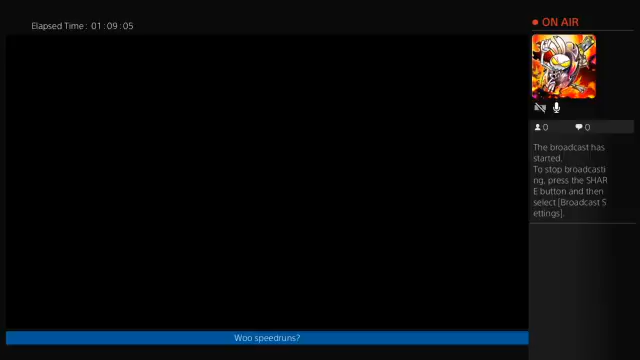 Elapsed Time : 01 : 09 : 05
ON AIR
0 0
The broadcast has
started.
To stop broadcasti
ng, press the SHAR
E button and then
select [Broadcast S
ettings].
Woo speedruns?